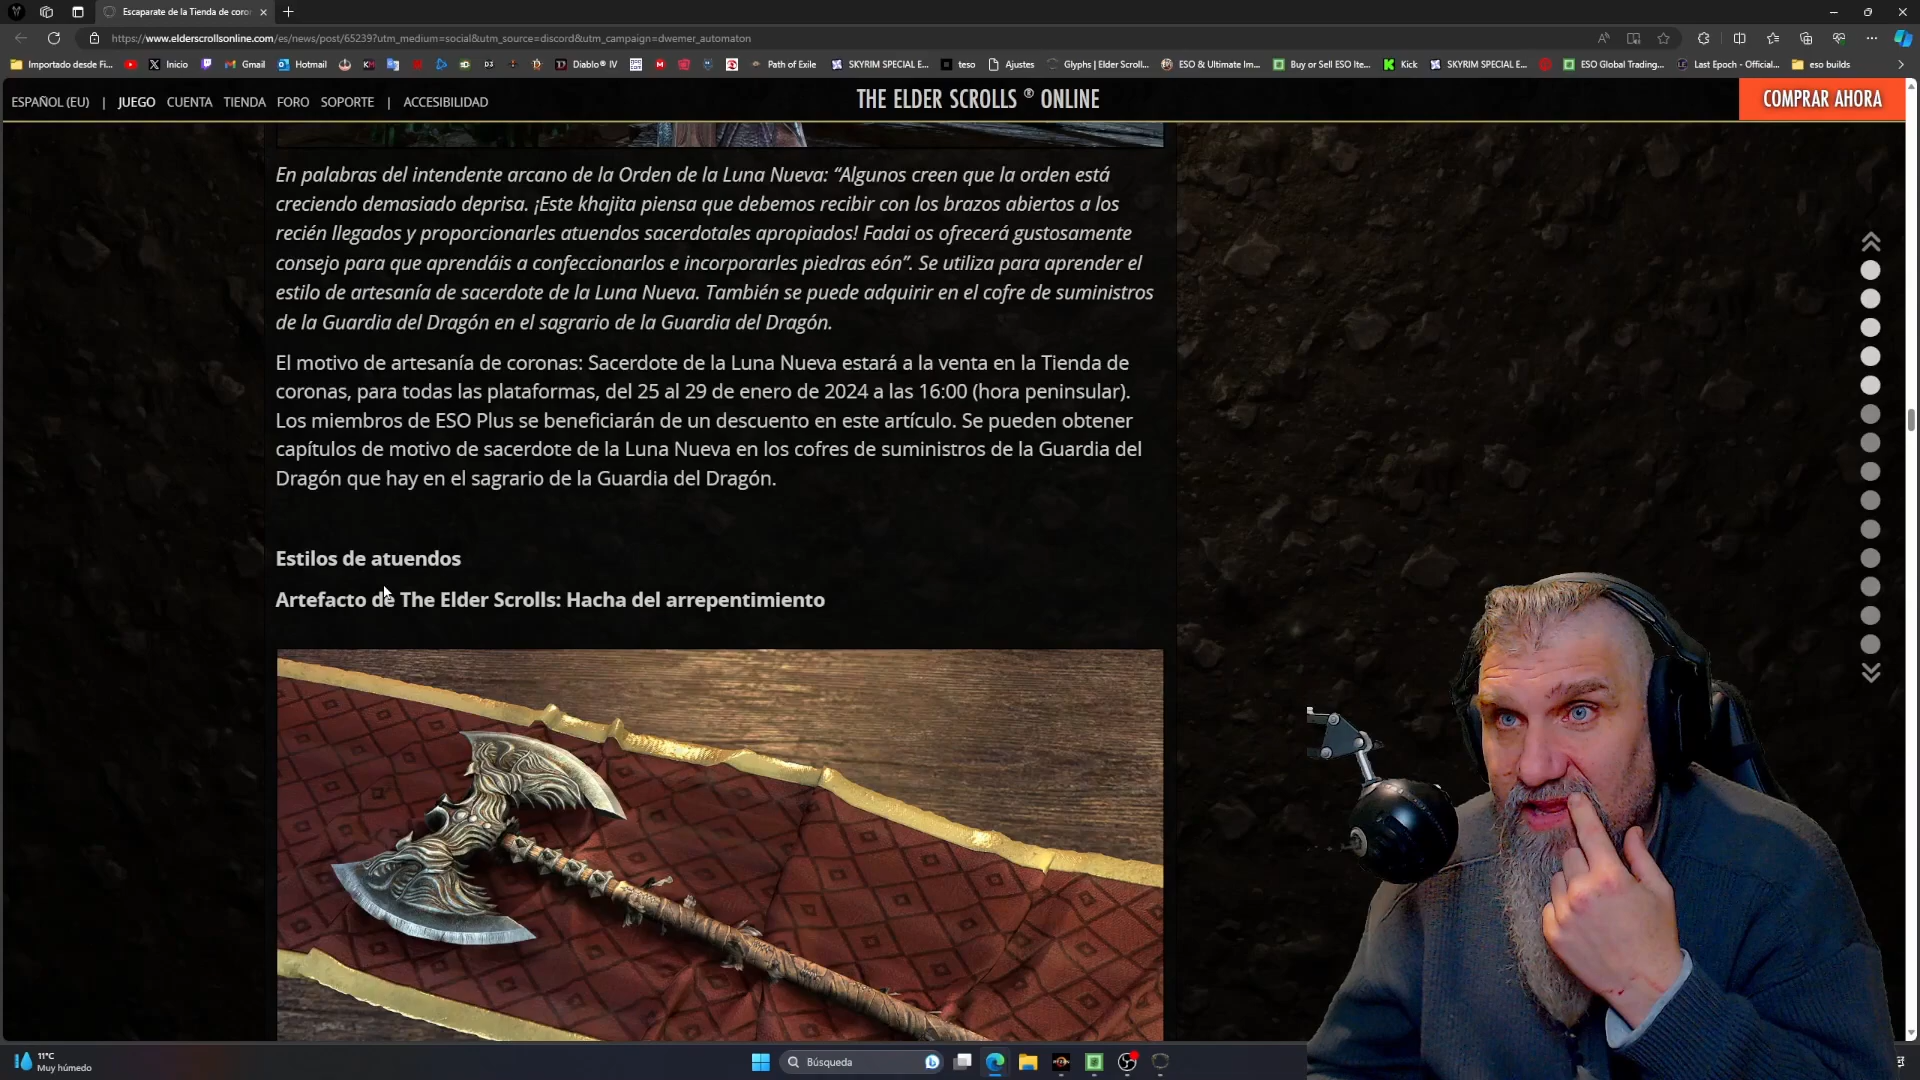 Escaparate de la Tienda de coro
https://www.elderscrollsonline.com/es/news/post/65239?utm_medium=social&utm_source=discord&utm_campaign=dwemer_automaton
Importado desde Fi... Inicio Gmail Hotmail Diablo® IV Path of Exile SKYRIM SPECIAL E... teso Ajustes Glyphs | Elder Scroll... ESO & Ultimate Im... Buy or Sell ESO Ite... Kick SKYRIM SPECIAL E... ESO Global Trading... Last Epoch - Official... eso builds
ESPAÑOL (EU) | JUEGO CUENTA TIENDA FORO SOPORTE | ACCESIBILIDAD THE ELDER SCROLLS ® ONLINE COMPRAR AHORA
En palabras del intendente arcano de la Orden de la Luna Nueva: “Algunos creen que la orden está
creciendo demasiado deprisa. ¡Este khajita piensa que debemos recibir con los brazos abiertos a los
recién llegados y proporcionarles atuendos sacerdotales apropiados! Fadai os ofrecerá gustosamente
consejo para que aprendáis a confeccionarlos e incorporarles piedras eón”. Se utiliza para aprender el
estilo de artesanía de sacerdote de la Luna Nueva. También se puede adquirir en el cofre de suministros
de la Guardia del Dragón en el sagrario de la Guardia del Dragón.
El motivo de artesanía de coronas: Sacerdote de la Luna Nueva estará a la venta en la Tienda de
coronas, para todas las plataformas, del 25 al 29 de enero de 2024 a las 16:00 (hora peninsular).
Los miembros de ESO Plus se beneficiarán de un descuento en este artículo. Se pueden obtener
capítulos de motivo de sacerdote de la Luna Nueva en los cofres de suministros de la Guardia del
Dragón que hay en el sagrario de la Guardia del Dragón.
Estilos de atuendos
Artefacto de The Elder Scrolls: Hacha del arrepentimiento
11°C
Muy húmedo
Búsqueda